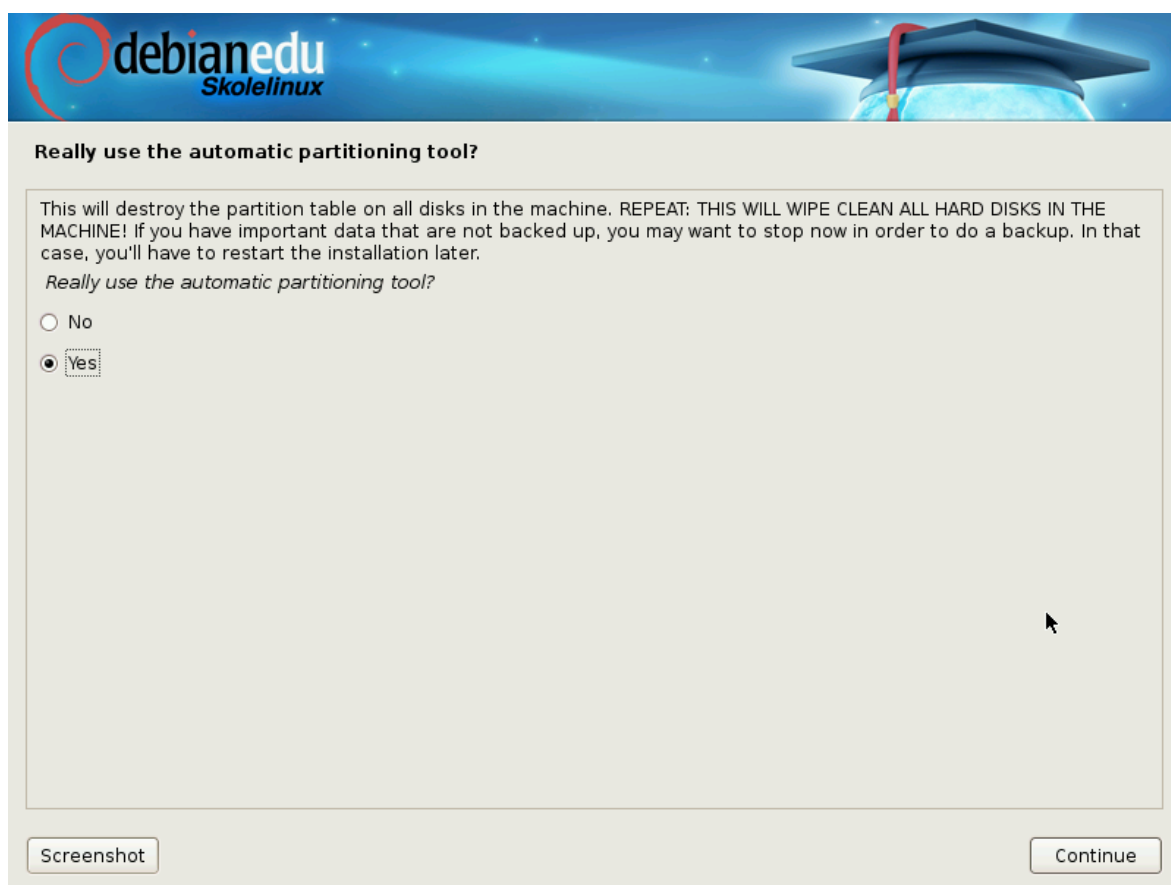 debianedu
Skolelinux
Really use the automatic partitioning tool?
This will destroy the partition table on all disks in the machine. REPEAT: THIS WILL WIPE CLEAN ALL HARD DISKS IN THE
MACHINE! If you have important data that are not backed up, you may want to stop now in order to do a backup. In that
case, you'll have to restart the installation later.
Really use the automatic partitioning tool?
No
Yes
Screenshot
Continue